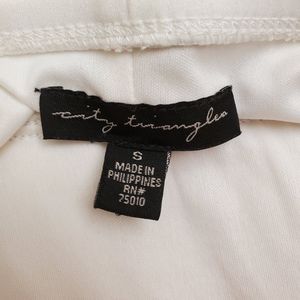 city triangles
S
MADE IN
PHILIPPINES
RN#
75010